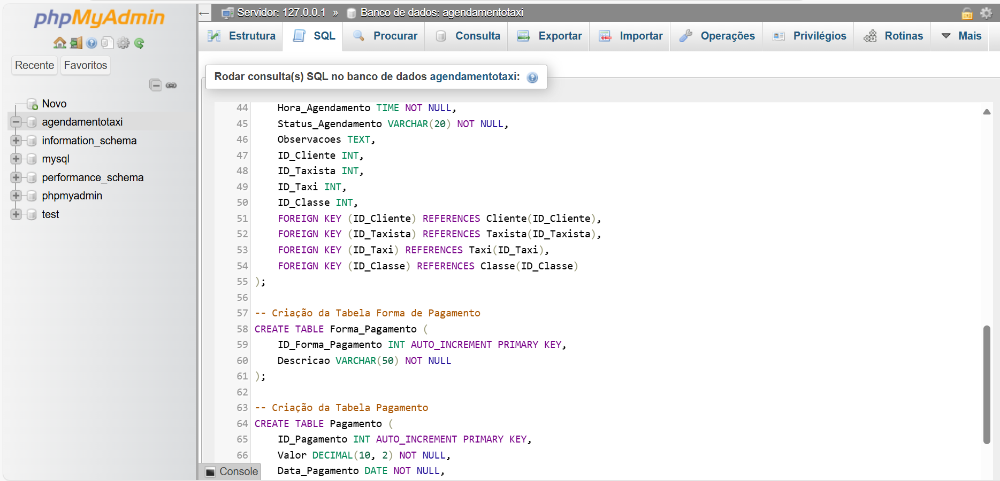 phpMyAdmin
Recente Favoritos
Novo
agendamentotaxi
information_schema
mysql
performance_schema
phpmyadmin
test
Servidor: 127.0.0.1 » Banco de dados: agendamentotaxi
Estrutura SQL Procurar Consulta Exportar Importar Operações Privilégios Rotinas Mais
Rodar consulta(s) SQL no banco de dados agendamentotaxi:
44 Hora_Agendamento TIME NOT NULL,
45 Status_Agendamento VARCHAR(20) NOT NULL,
46 Observacoes TEXT,
47 ID_Cliente INT,
48 ID_Taxista INT,
49 ID_Taxi INT,
50 ID_Classe INT,
51 FOREIGN KEY (ID_Cliente) REFERENCES Cliente(ID_Cliente),
52 FOREIGN KEY (ID_Taxista) REFERENCES Taxista(ID_Taxista),
53 FOREIGN KEY (ID_Taxi) REFERENCES Taxi(ID_Taxi),
54 FOREIGN KEY (ID_Classe) REFERENCES Classe(ID_Classe)
55 );
56
57 -- Criação da Tabela Forma de Pagamento
58 CREATE TABLE Forma_Pagamento (
59 ID_Forma_Pagamento INT AUTO_INCREMENT PRIMARY KEY,
60 Descricao VARCHAR(50) NOT NULL
61 );
62
63 -- Criação da Tabela Pagamento
64 CREATE TABLE Pagamento (
65 ID_Pagamento INT AUTO_INCREMENT PRIMARY KEY,
66 Valor DECIMAL(10, 2) NOT NULL,
Data_Pagamento DATE NOT NULL,
Console